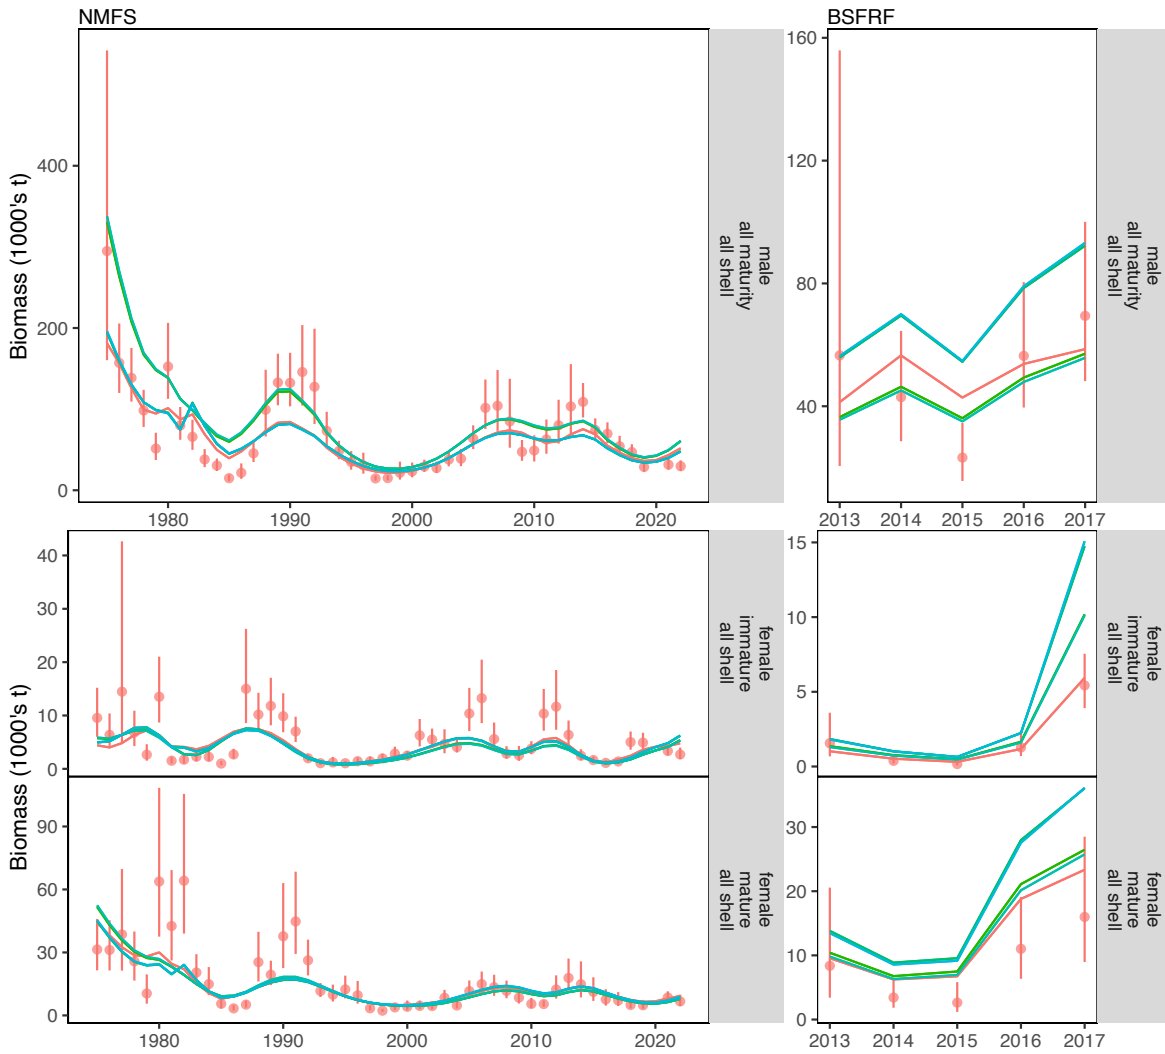 NMFS
BSFRF
Biomass (1000's t)
400
200
0
1980
1990
2000
2010
2020
male
all maturity
all shell
160
120
80
40
2013
2014
2015
2016
2017
male
all maturity
all shell
Biomass (1000's t)
40
30
20
10
0
female
immature
all shell
15
10
5
0
female
immature
all shell
90
60
30
0
1980
1990
2000
2010
2020
female
mature
all shell
30
20
10
0
2013
2014
2015
2016
2017
female
mature
all shell